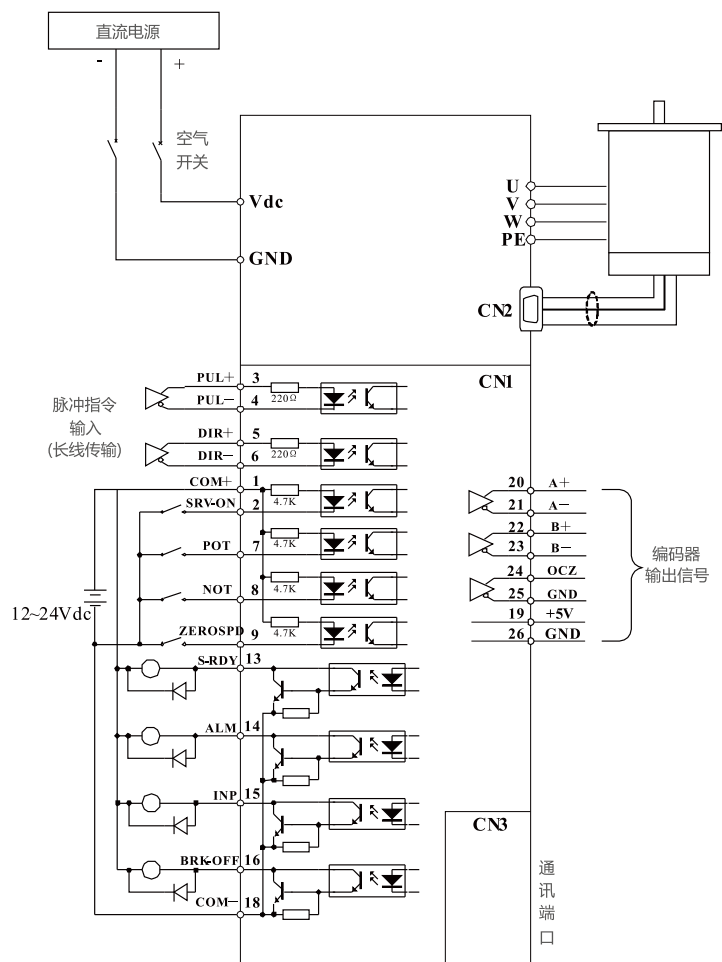 直流电源
-
+
空气
开关
Vdc
GND
U
V
W
PE
CN2
CN1
脉冲指令
输入
(长线传输)
PUL+ 3
220Ω
PUL- 4
DIR+ 5
220Ω
DIR- 6
COM+ 1
4.7K
SRV-ON 2
4.7K
POT 7
4.7K
NOT 8
12~24Vdc
ZEROSPD 9
4.7K
S-RDY 13
ALM 14
INP 15
BRK-OFF 16
COM- 18
20 A+
21 A-
22 B+
23 B-
24 OCZ
25 GND
19 +5V
26 GND
编码器
输出信号
CN3
通
讯
端
口